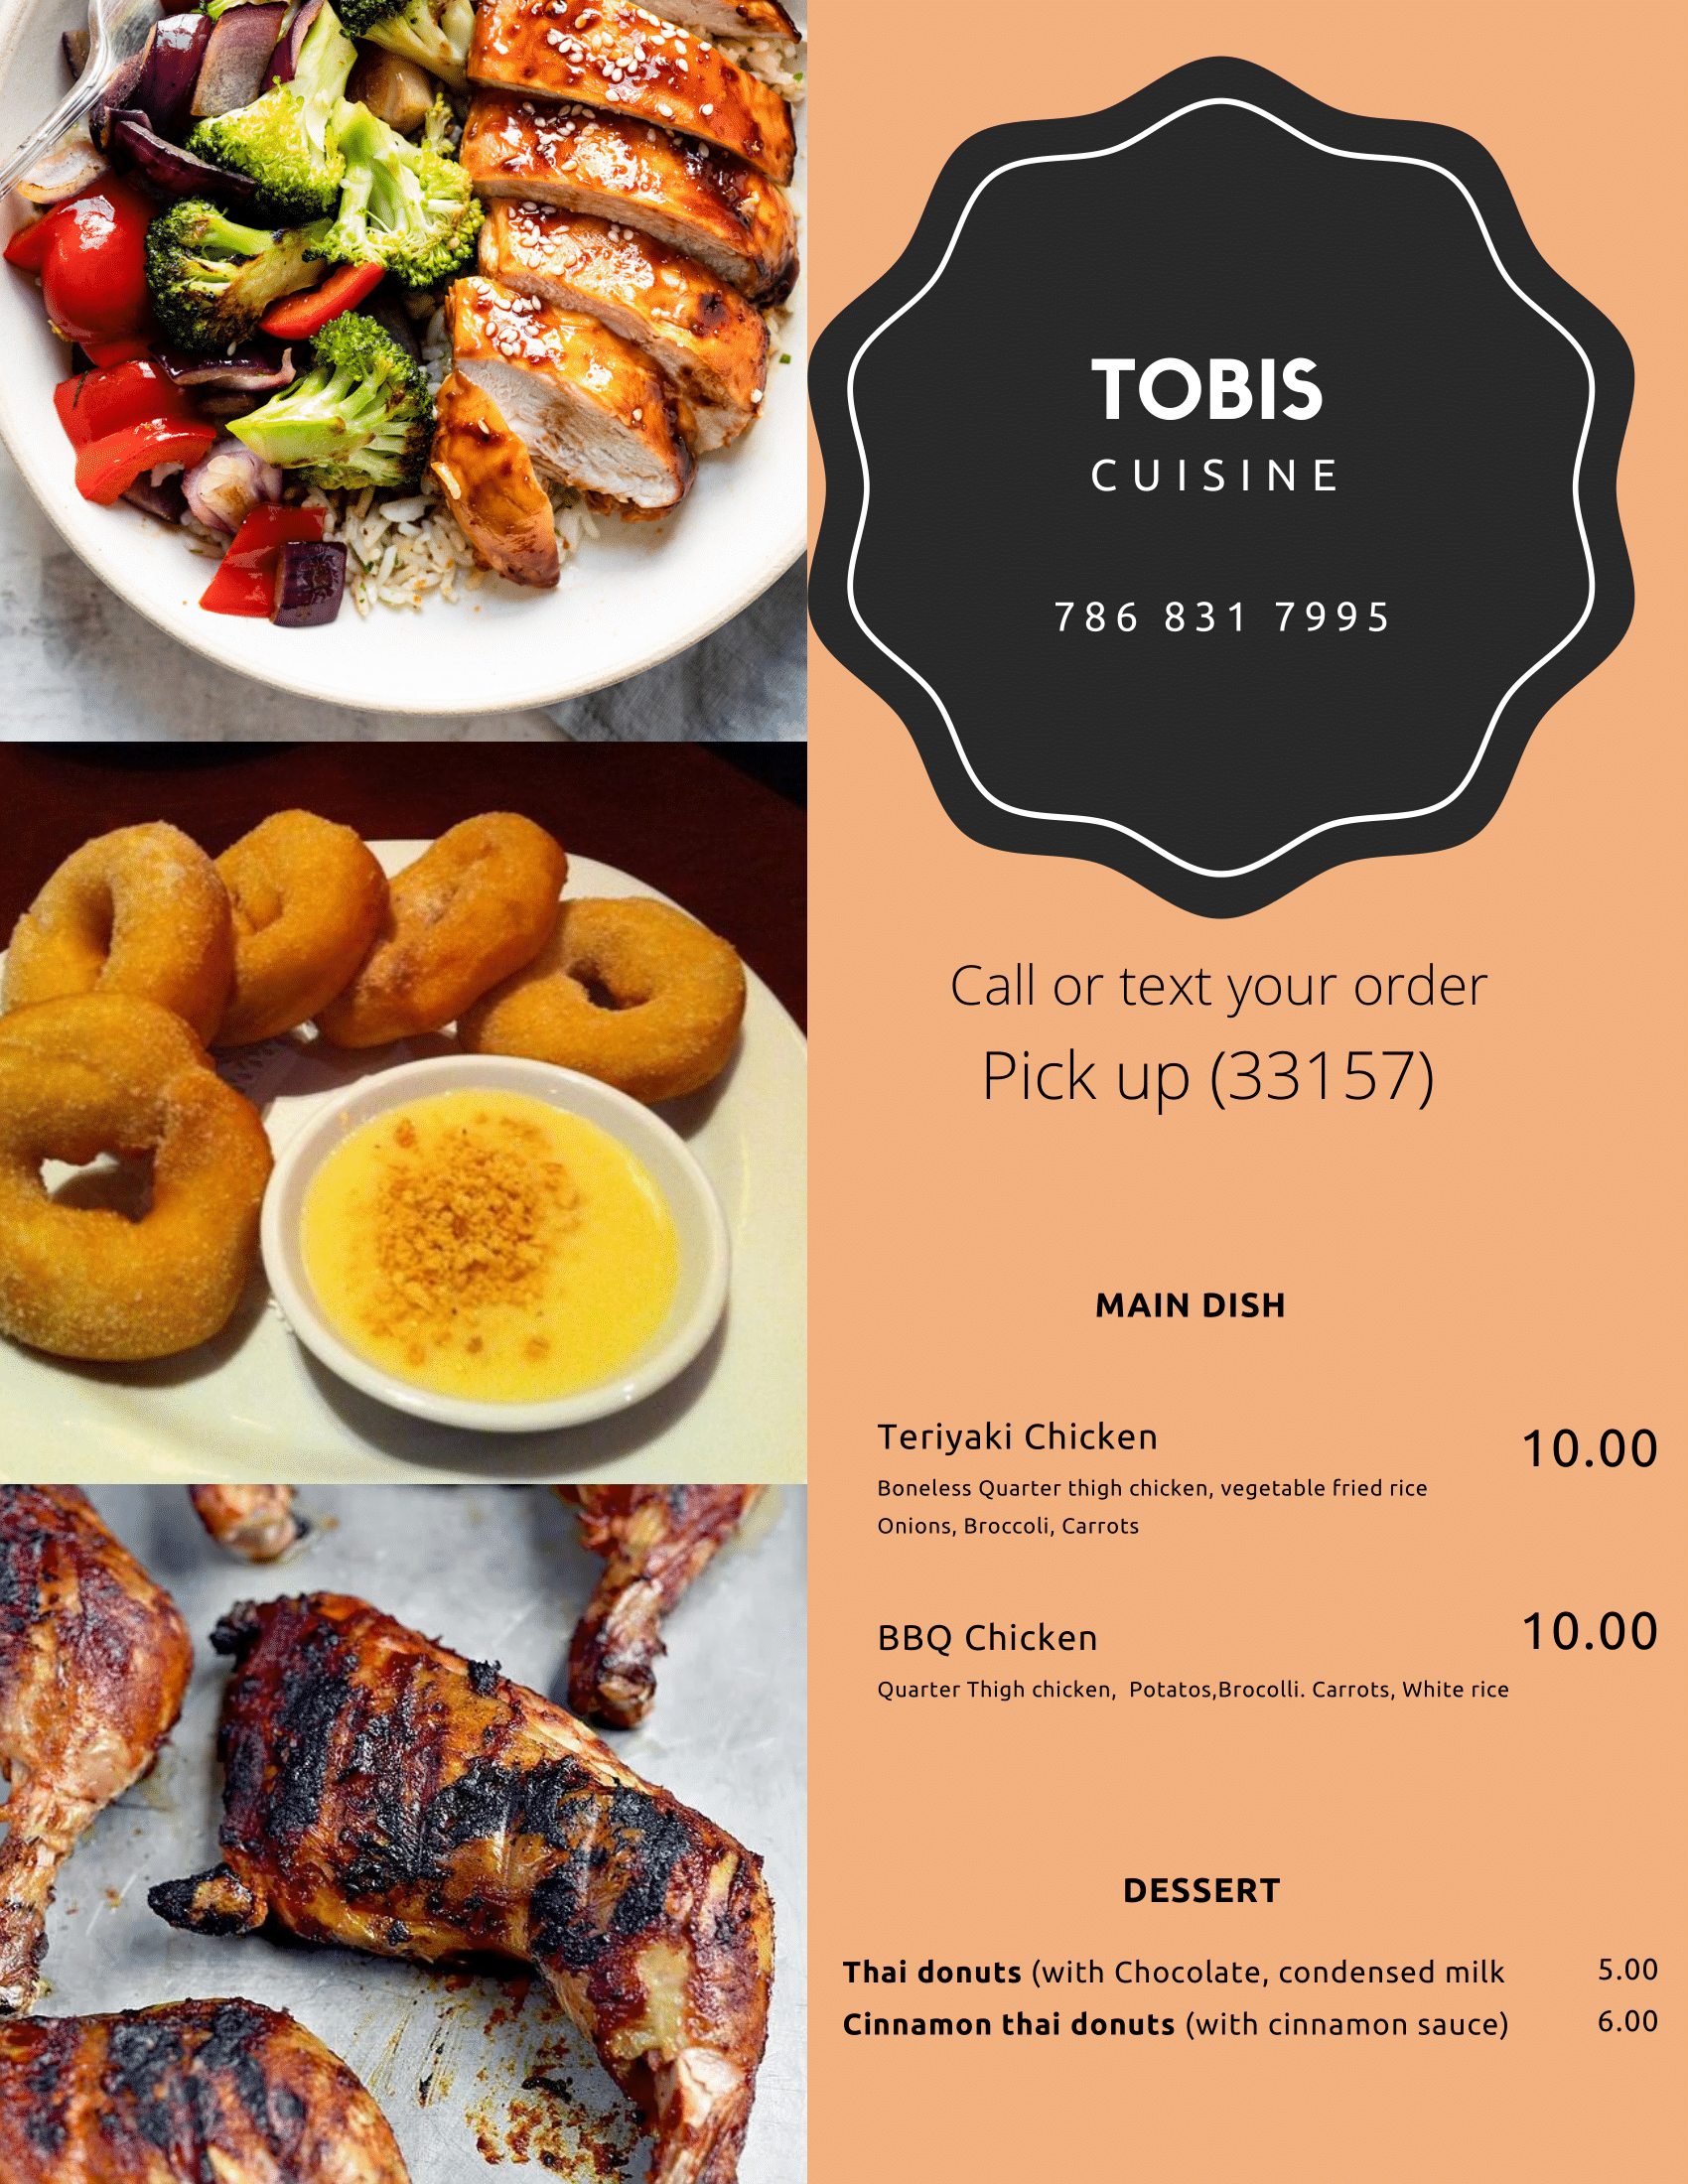 TOBIS
CUISINE
786 831 7995
Call or text your order
Pick up (33157)
MAIN DISH
Teriyaki Chicken 10.00
Boneless Quarter thigh chicken, vegetable fried rice
Onions, Broccoli, Carrots
BBQ Chicken 10.00
Quarter Thigh chicken, Potatos,Brocolli. Carrots, White rice
DESSERT
Thai donuts (with Chocolate, condensed milk 5.00
Cinnamon thai donuts (with cinnamon sauce) 6.00